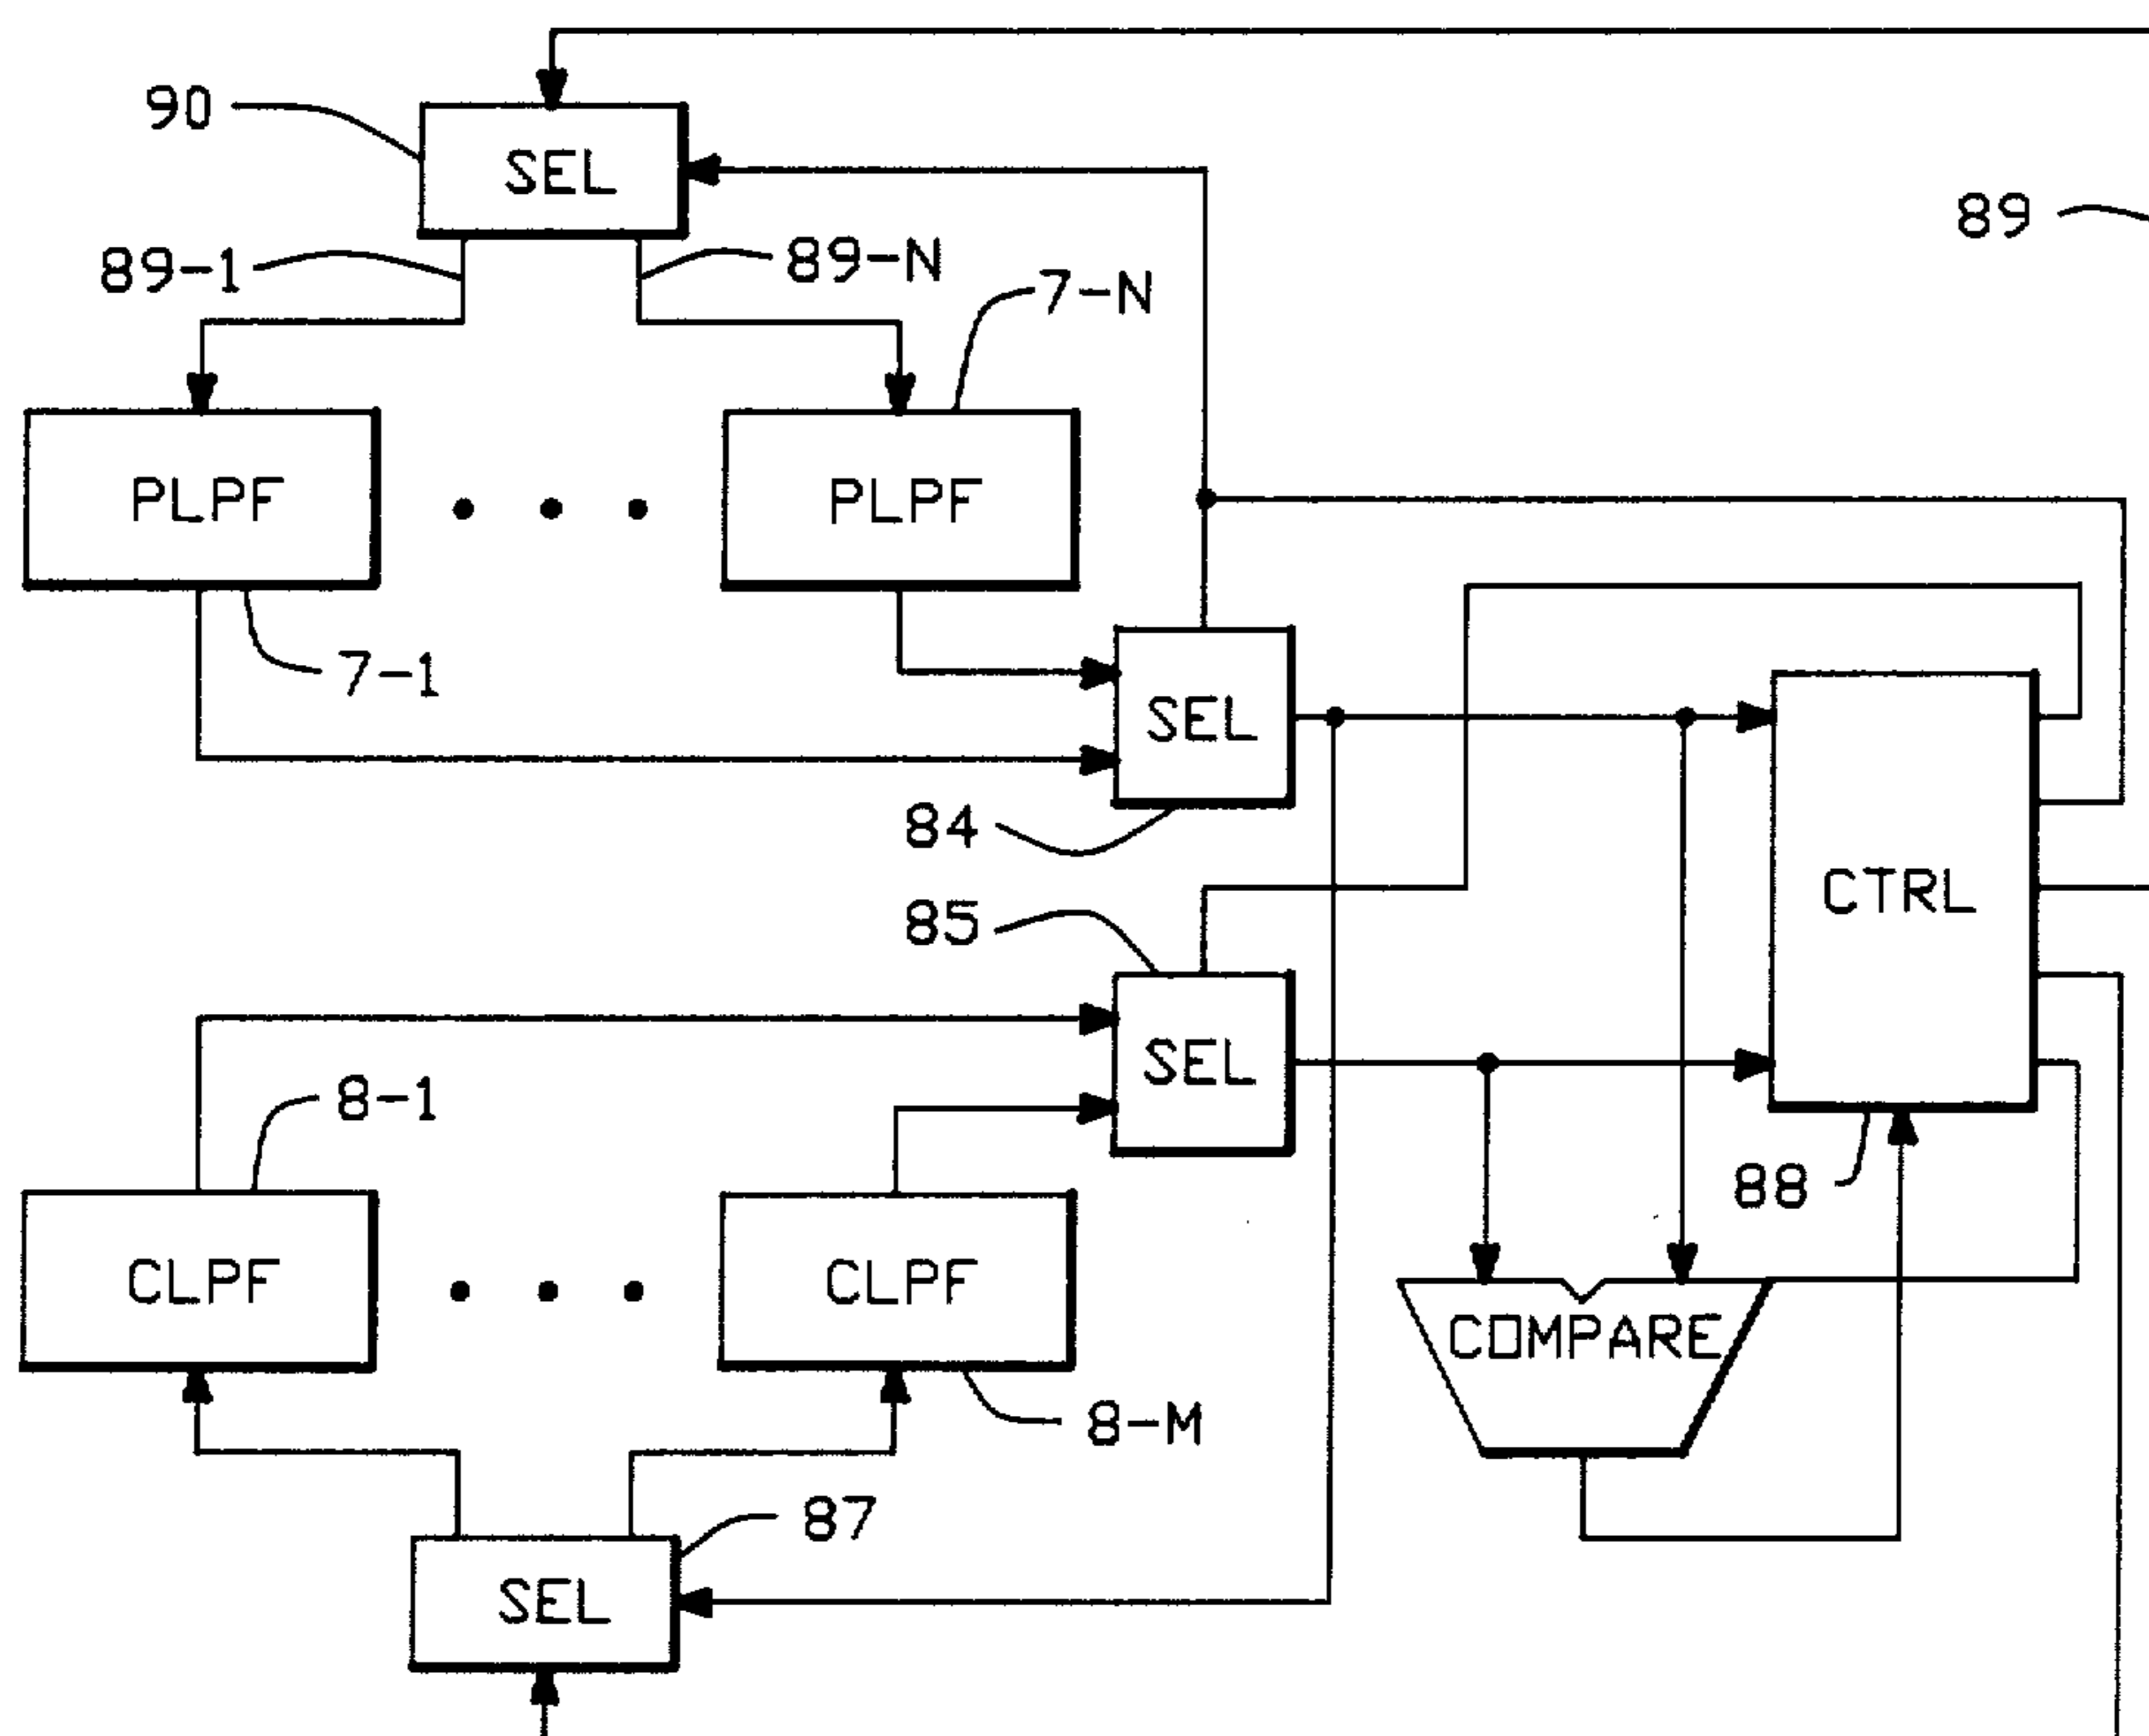 90
SEL
89
89-1
89-N
7-N
PLPF
PLPF
7-1
SEL
84
CTRL
85
SEL
8-1
88
CLPF
CLPF
COMPARE
8-M
87
SEL